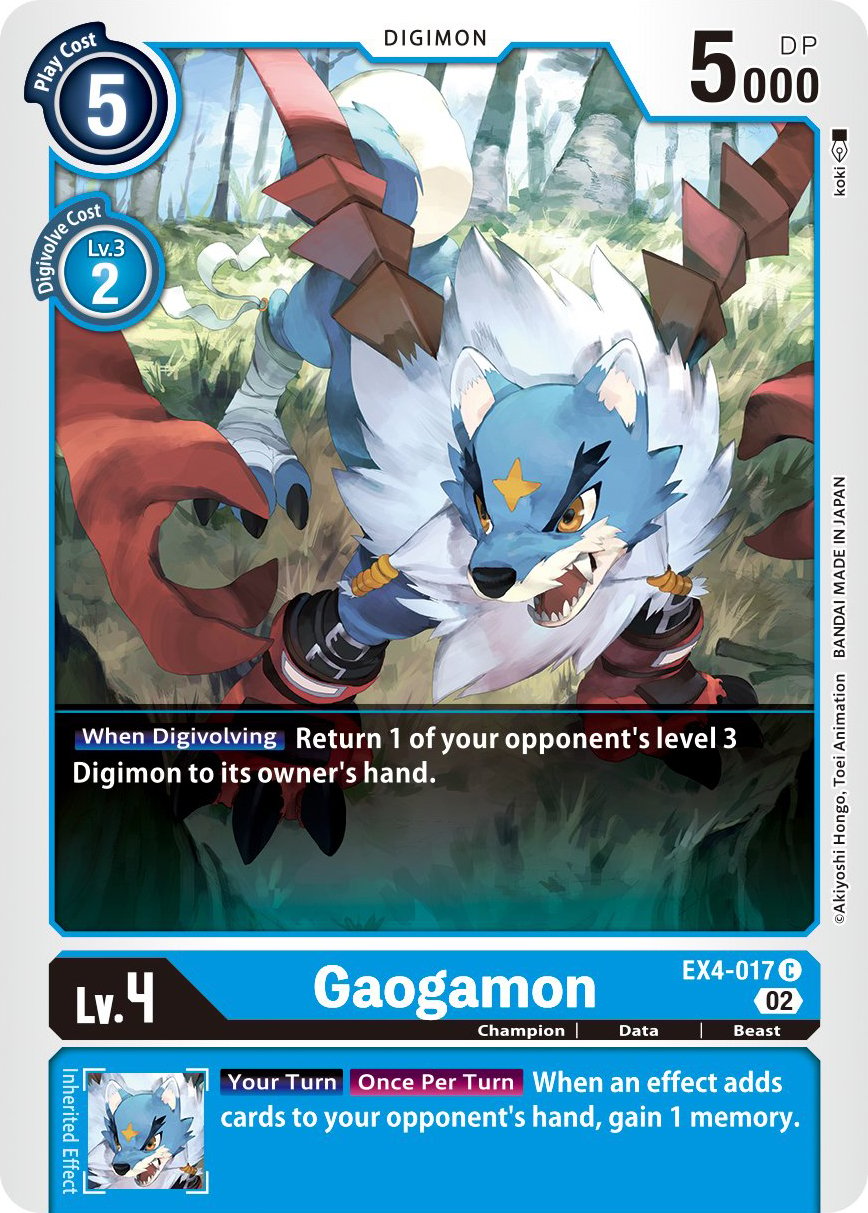 DIGIMON
Play Cost
5
DP
5000
koki
Digivolve Cost
Lv.3
2
When Digivolving Return 1 of your opponent's level 3
Digimon to its owner's hand.
©Akiyoshi Hongo, Toei Animation BANDAI MADE IN JAPAN
Lv.4
Gaogamon
EX4-017 C
02
Champion | Data | Beast
Inherited Effect
Your Turn Once Per Turn When an effect adds
cards to your opponent's hand, gain 1 memory.